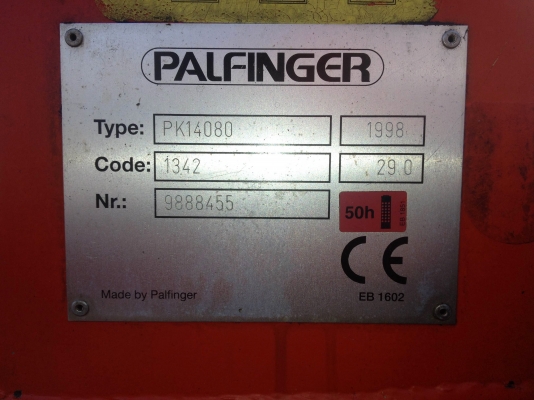 PALFINGER
Type: PK14080 1998
Code: 1342 29.0
Nr.: 9888455
50h
CE
Made by Palfinger EB 1602